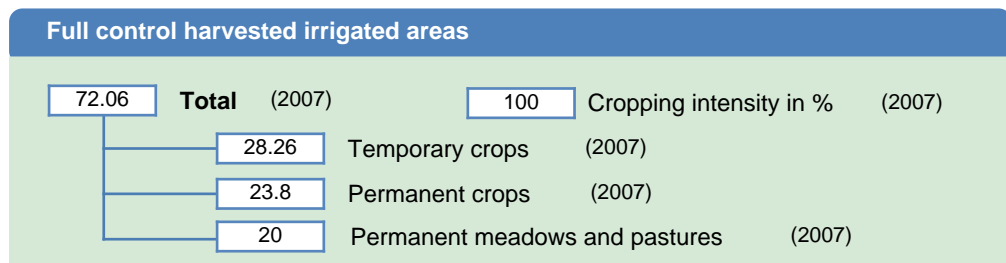 Full control harvested irrigated areas
72.06 Total (2007) 100 Cropping intensity in % (2007)
28.26 Temporary crops (2007)
23.8 Permanent crops (2007)
20 Permanent meadows and pastures (2007)